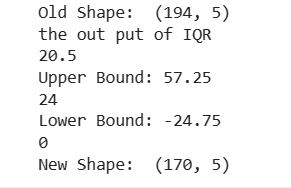 Old Shape:  (194, 5)
the out put of IQR
20.5
Upper Bound: 57.25
24
Lower Bound: -24.75
0
New Shape:  (170, 5)